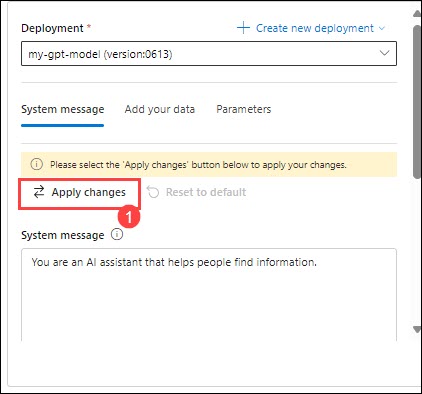 Deployment *
+ Create new deployment
my-gpt-model (version:0613)
System message Add your data Parameters
Please select the 'Apply changes' button below to apply your changes.
Apply changes Reset to default
1
System message
You are an AI assistant that helps people find information.